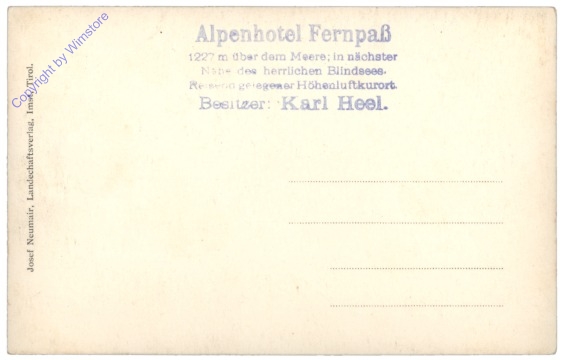 Alpenhotel Fernpaß
1227 m über dem Meere; in nächster
Nähe des herrlichen Blindsees.
Reizend gelegener Höhenluftkurort.
Besitzer: Karl Heel.
Josef Neumair, Landschaftsverlag, Imst, Tirol.
Copyright by Wimstore